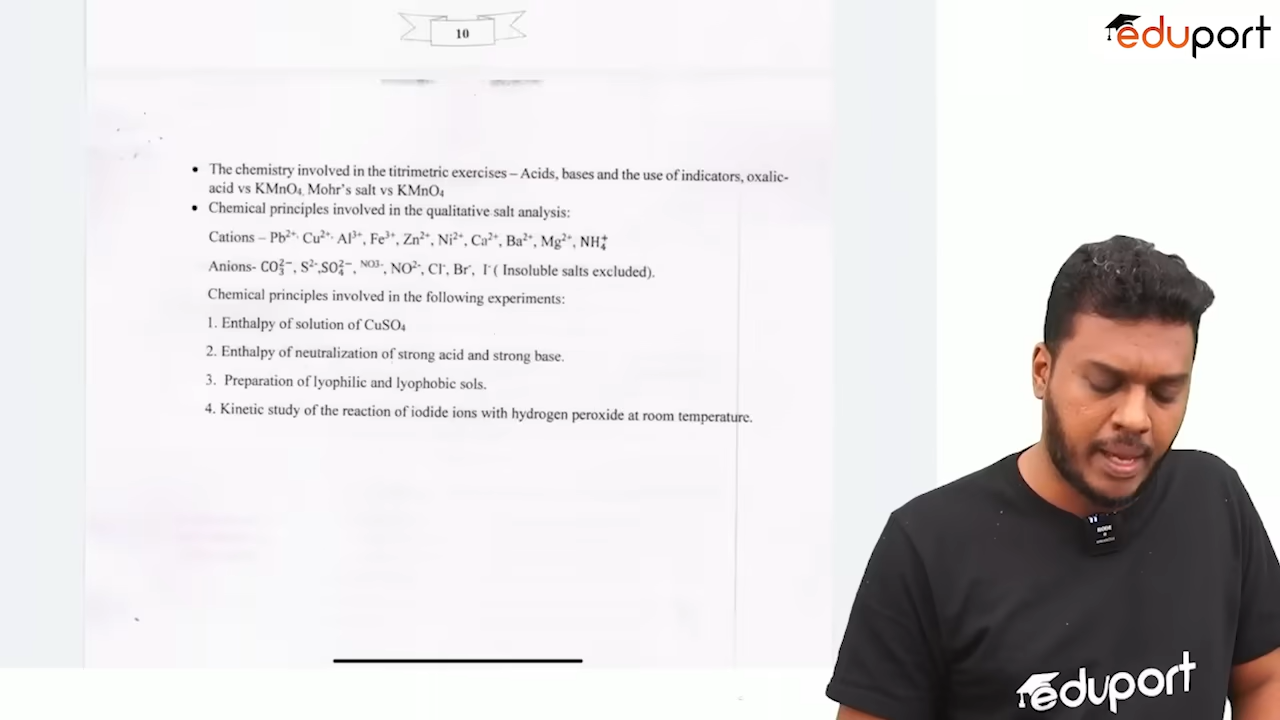 eduport
10
• The chemistry involved in the titrimetric exercises – Acids, bases and the use of indicators, oxalic-
acid vs KMnO₄, Mohr's salt vs KMnO₄
• Chemical principles involved in the qualitative salt analysis:
Cations – Pb²⁺, Cu²⁺, Al³⁺, Fe³⁺, Zn²⁺, Ni²⁺, Ca²⁺, Ba²⁺, Mg²⁺, NH₄⁺
Anions- CO₃²⁻, S²⁻,SO₄²⁻, NO3-, NO²⁻, Cl⁻, Br⁻, I⁻ ( Insoluble salts excluded).
Chemical principles involved in the following experiments:
1. Enthalpy of solution of CuSO₄
2. Enthalpy of neutralization of strong acid and strong base.
3. Preparation of lyophilic and lyophobic sols.
4. Kinetic study of the reaction of iodide ions with hydrogen peroxide at room temperature.
eduport